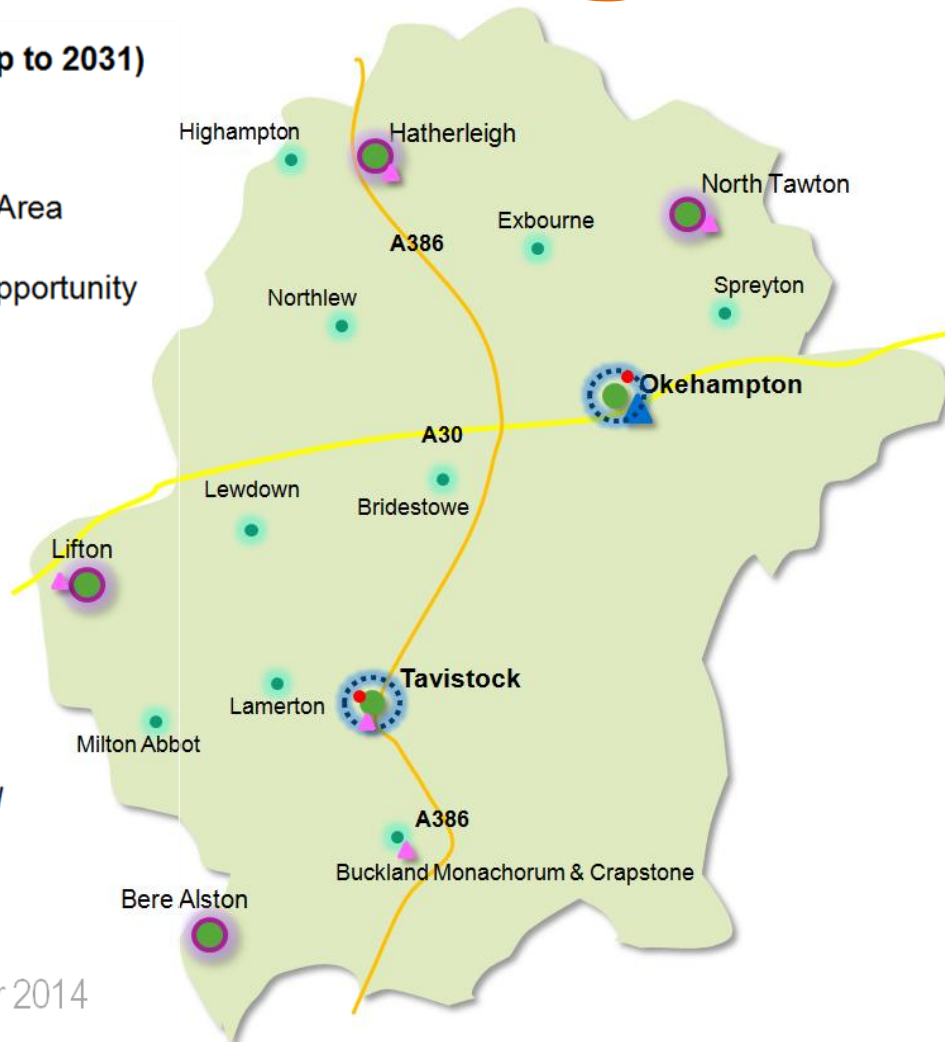 p to 2031)
Highampton
Hatherleigh
Area
North Tawton
Exbourne
A386
pportunity
Northlew
Spreyton
Okehampton
A30
Lewdown
Bridestowe
Lifton
Tavistock
Lamerton
Milton Abbot
A386
Buckland Monachorum & Crapstone
Bere Alston
r 2014